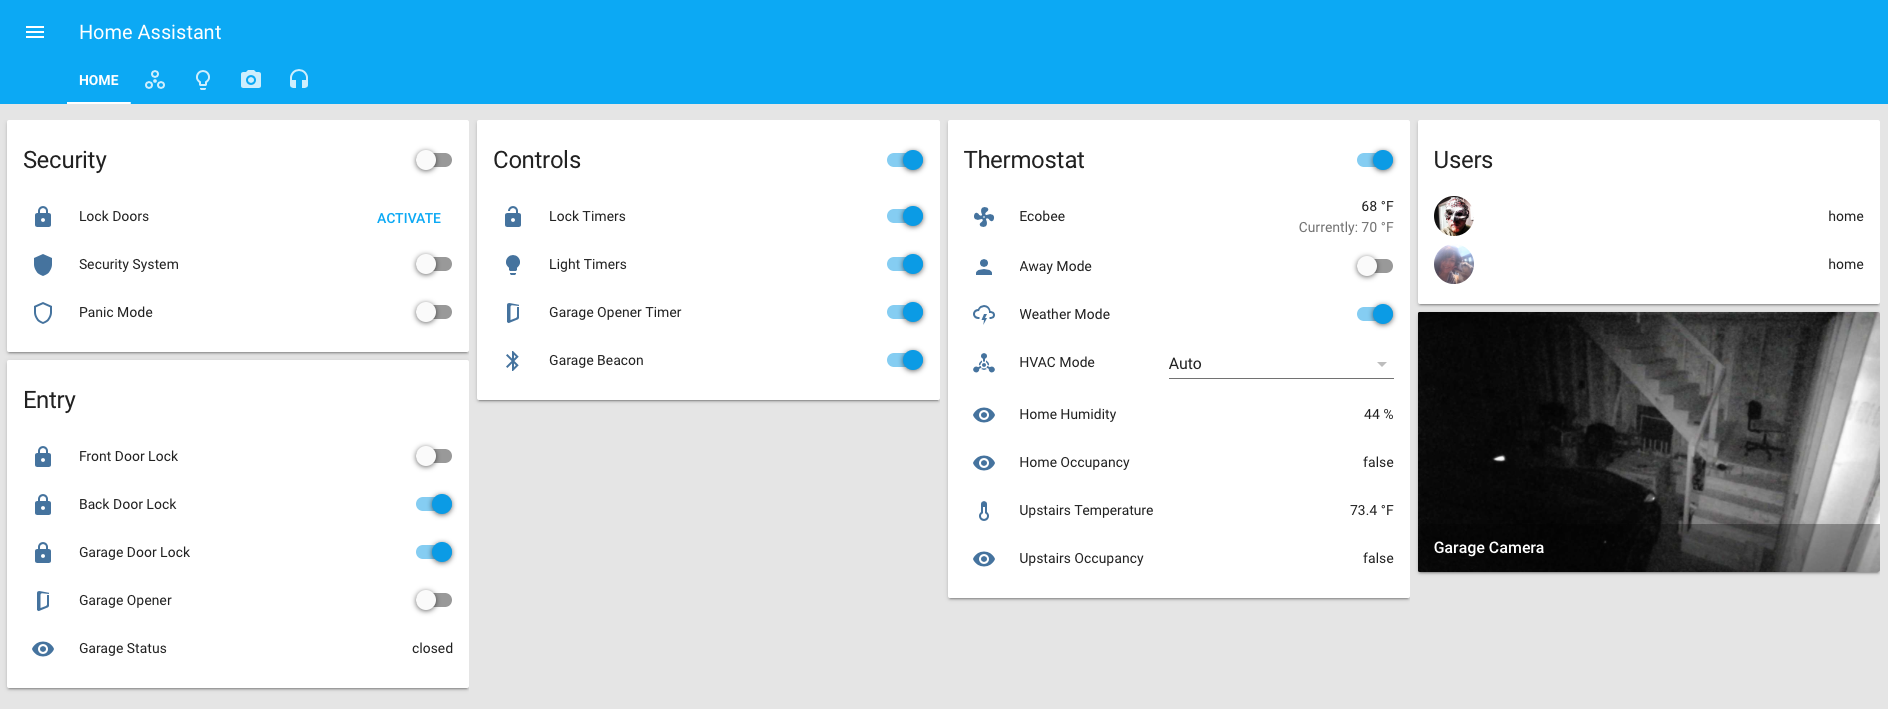 Home Assistant
HOME
Security
Lock Doors ACTIVATE
Security System
Panic Mode
Entry
Front Door Lock
Back Door Lock
Garage Door Lock
Garage Opener
Garage Status closed
Controls
Lock Timers
Light Timers
Garage Opener Timer
Garage Beacon
Thermostat
Ecobee 68 °F
Currently: 70 °F
Away Mode
Weather Mode
HVAC Mode Auto
Home Humidity 44 %
Home Occupancy false
Upstairs Temperature 73.4 °F
Upstairs Occupancy false
Users
home
home
Garage Camera